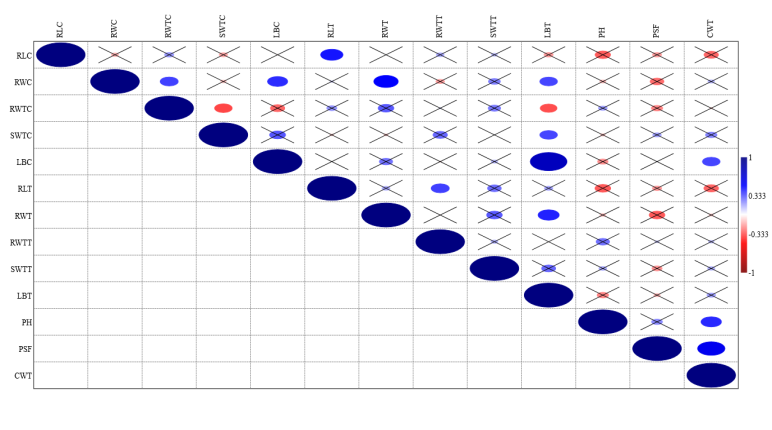 RLC RWC RWTC SWTC LBC RLT RWT RWTT SWTT LBT PH PSF CWT
RLC
RWC
RWTC
SWTC
LBC
RLT
RWT
RWTT
SWTT
LBT
PH
PSF
CWT
1
0.333
-0.333
-1